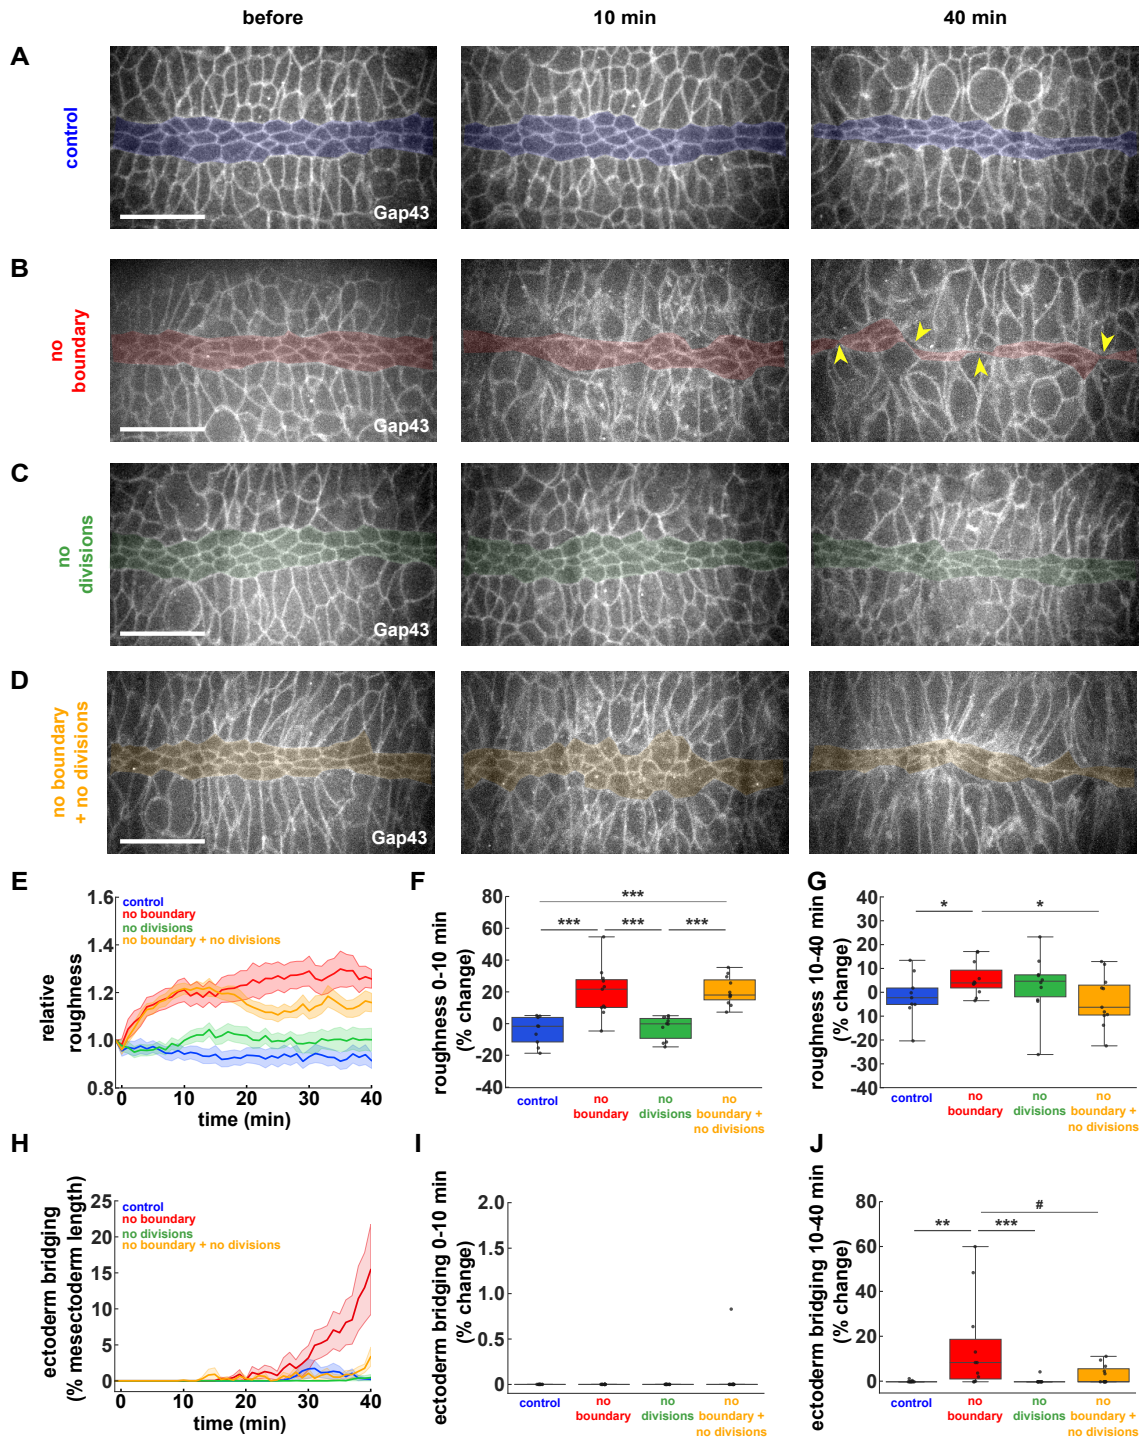 before
10 min
40 min
A
control
Gap43
B
no
boundary
Gap43
C
no
divisions
Gap43
D
no boundary
+ no divisions
Gap43
E
relative
roughness
1.6
1.4
1.2
1.0
0.8
control
no boundary
no divisions
no boundary + no divisions
0
10
20
30
40
time (min)
F
roughness 0-10 min
(% change)
80
60
40
20
0
-20
-40
***
***
***
***
control
no
boundary
no
divisions
no
boundary +
no divisions
G
roughness 10-40 min
(% change)
40
30
20
10
0
-10
-20
-30
-40
*
*
control
no
boundary
no
divisions
no
boundary +
no divisions
H
ectoderm bridging
(% mesectoderm length)
25
20
15
10
5
0
control
no boundary
no divisions
no boundary + no divisions
0
10
20
30
40
time (min)
I
ectoderm bridging 0-10 min
(% change)
2.0
1.5
1.0
0.5
0
control
no
boundary
no
divisions
no
boundary +
no divisions
J
ectoderm bridging 10-40 min
(% change)
80
60
40
20
0
#
**
***
control
no
boundary
no
divisions
no
boundary +
no divisions